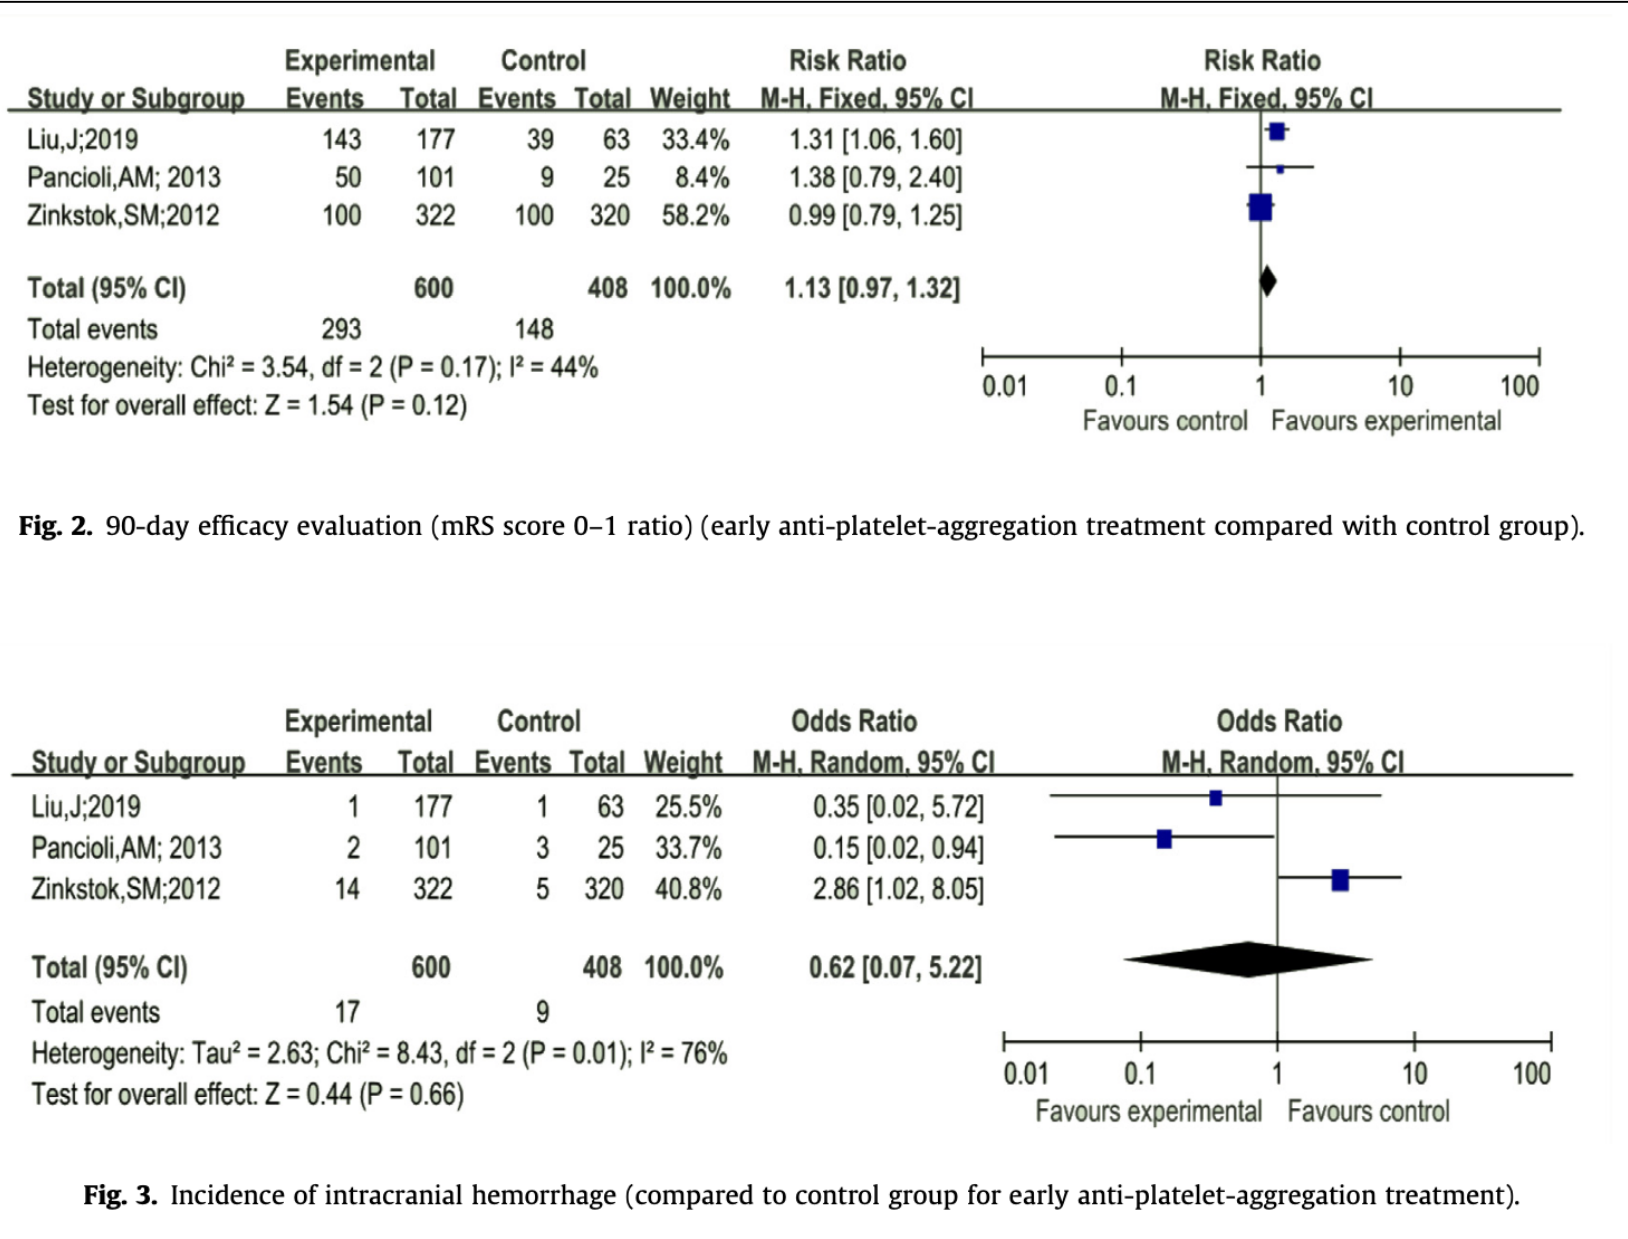 Experimental Control Risk Ratio Risk Ratio
Study or Subgroup Events Total Events Total Weight M-H, Fixed, 95% CI M-H, Fixed, 95% CI
Liu,J;2019 143 177 39 63 33.4% 1.31 [1.06, 1.60]
Pancioli,AM; 2013 50 101 9 25 8.4% 1.38 [0.79, 2.40]
Zinkstok,SM;2012 100 322 100 320 58.2% 0.99 [0.79, 1.25]
Total (95% CI) 600 408 100.0% 1.13 [0.97, 1.32]
Total events 293 148
Heterogeneity: Chi² = 3.54, df = 2 (P = 0.17); I² = 44%
Test for overall effect: Z = 1.54 (P = 0.12)
0.01 0.1 1 10 100
Favours control Favours experimental
Fig. 2. 90-day efficacy evaluation (mRS score 0–1 ratio) (early anti-platelet-aggregation treatment compared with control group).
Experimental Control Odds Ratio Odds Ratio
Study or Subgroup Events Total Events Total Weight M-H, Random, 95% CI M-H, Random, 95% CI
Liu,J;2019 1 177 1 63 25.5% 0.35 [0.02, 5.72]
Pancioli,AM; 2013 2 101 3 25 33.7% 0.15 [0.02, 0.94]
Zinkstok,SM;2012 14 322 5 320 40.8% 2.86 [1.02, 8.05]
Total (95% CI) 600 408 100.0% 0.62 [0.07, 5.22]
Total events 17 9
Heterogeneity: Tau² = 2.63; Chi² = 8.43, df = 2 (P = 0.01); I² = 76%
Test for overall effect: Z = 0.44 (P = 0.66)
0.01 0.1 1 10 100
Favours experimental Favours control
Fig. 3. Incidence of intracranial hemorrhage (compared to control group for early anti-platelet-aggregation treatment).